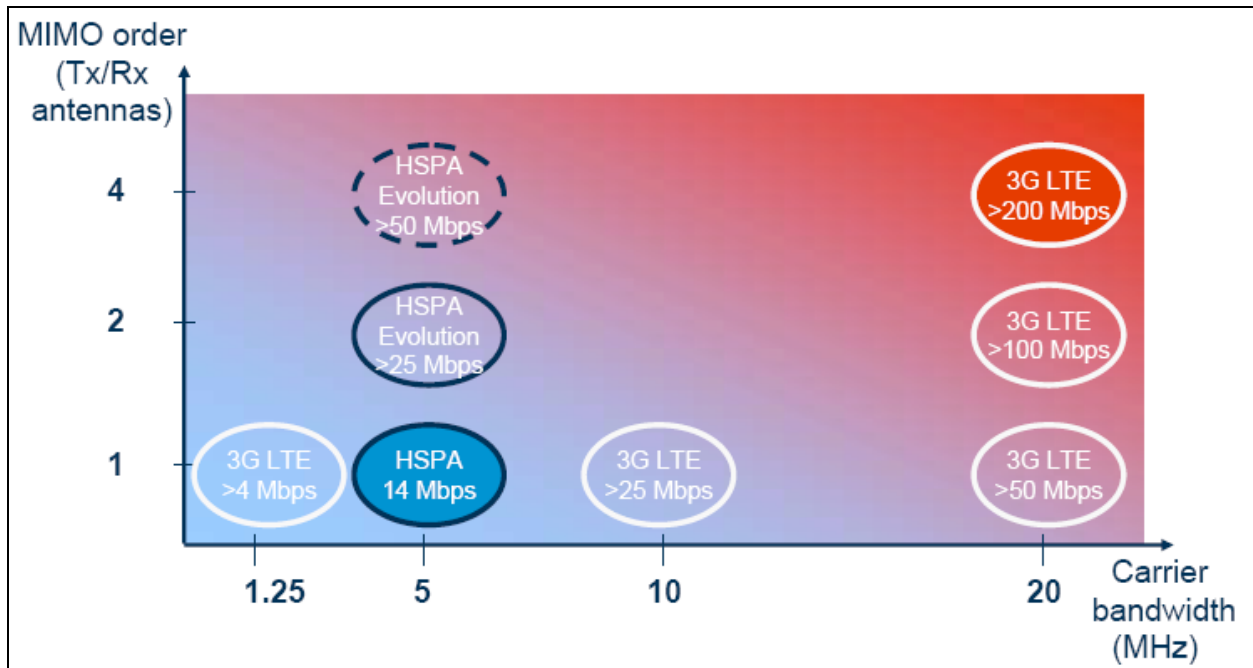 MIMO order
(Tx/Rx
antennas)
4
HSPA
Evolution
>50 Mbps
3G LTE
>200 Mbps
2
HSPA
Evolution
>25 Mbps
3G LTE
>100 Mbps
1
3G LTE
>4 Mbps
HSPA
14 Mbps
3G LTE
>25 Mbps
3G LTE
>50 Mbps
1.25
5
10
20
Carrier
bandwidth
(MHz)